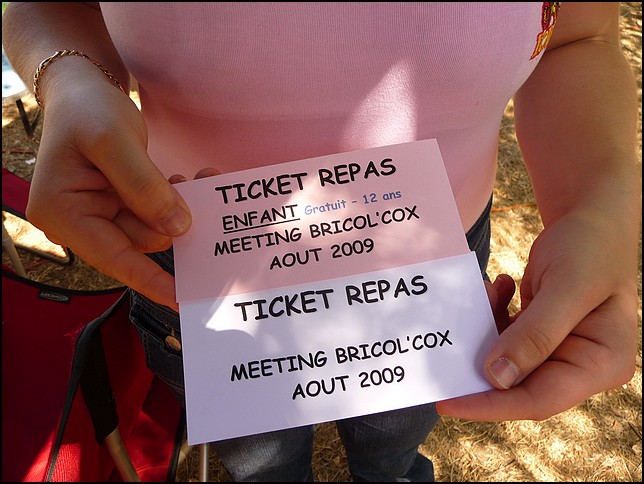 TICKET REPAS
ENFANT Gratuit - 12 ans
MEETING BRICOL'COX
AOUT 2009
TICKET REPAS
MEETING BRICOL'COX
AOUT 2009